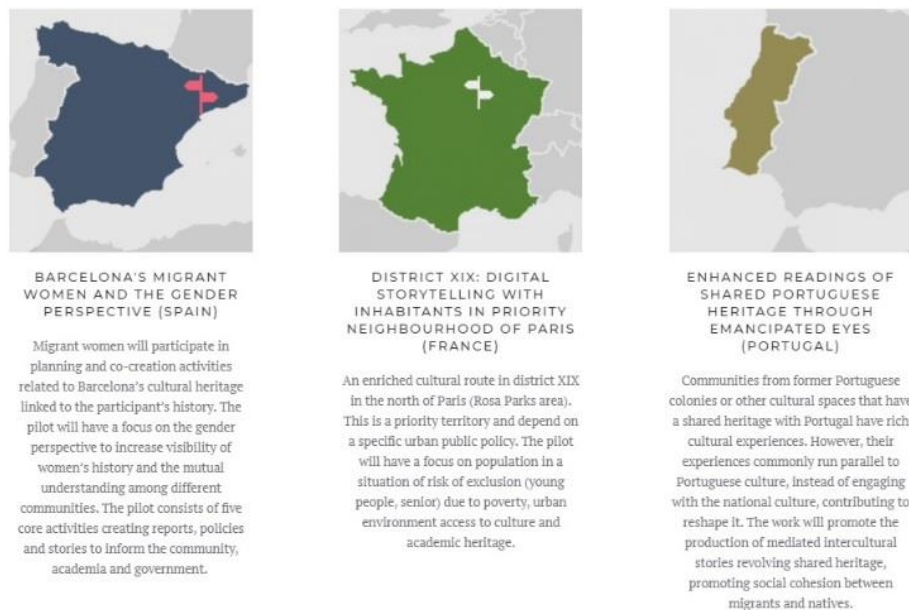 BARCELONA'S MIGRANT
WOMEN AND THE GENDER
PERSPECTIVE (SPAIN)
Migrant women will participate in
planning and co-creation activities
related to Barcelona's cultural heritage
linked to the participant's history. The
pilot will have a focus on the gender
perspective to increase visibility of
women's history and the mutual
understanding among different
communities. The pilot consists of five
core activities creating reports, policies
and stories to inform the community,
academia and government.
DISTRICT XIX: DIGITAL
STORYTELLING WITH
INHABITANTS IN PRIORITY
NEIGHBOURHOOD OF PARIS
(FRANCE)
An enriched cultural route in district XIX
in the north of Paris (Rosa Parks area).
This is a priority territory and depend on
a specific urban public policy. The pilot
will have a focus on population in a
situation of risk of exclusion (young
people, senior) due to poverty, urban
environment access to culture and
academic heritage.
ENHANCED READINGS OF
SHARED PORTUGUESE
HERITAGE THROUGH
EMANCIPATED EYES
(PORTUGAL)
Communities from former Portuguese
colonies or other cultural spaces that have
a shared heritage with Portugal have rich
cultural experiences. However, their
experiences commonly run parallel to
Portuguese culture, instead of engaging
with the national culture, contributing to
reshape it. The work will promote the
production of mediated intercultural
stories revolving shared heritage,
promoting social cohesion between
migrants and natives.